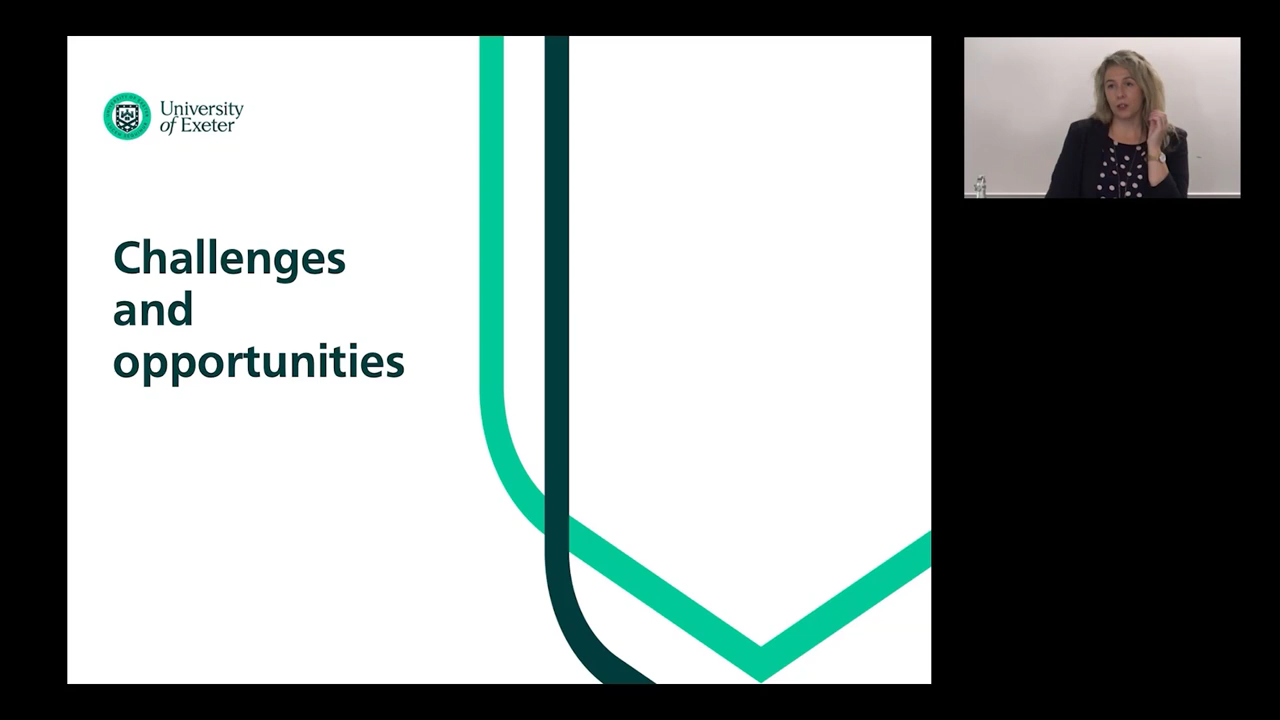 University
of Exeter
Challenges
and
opportunities